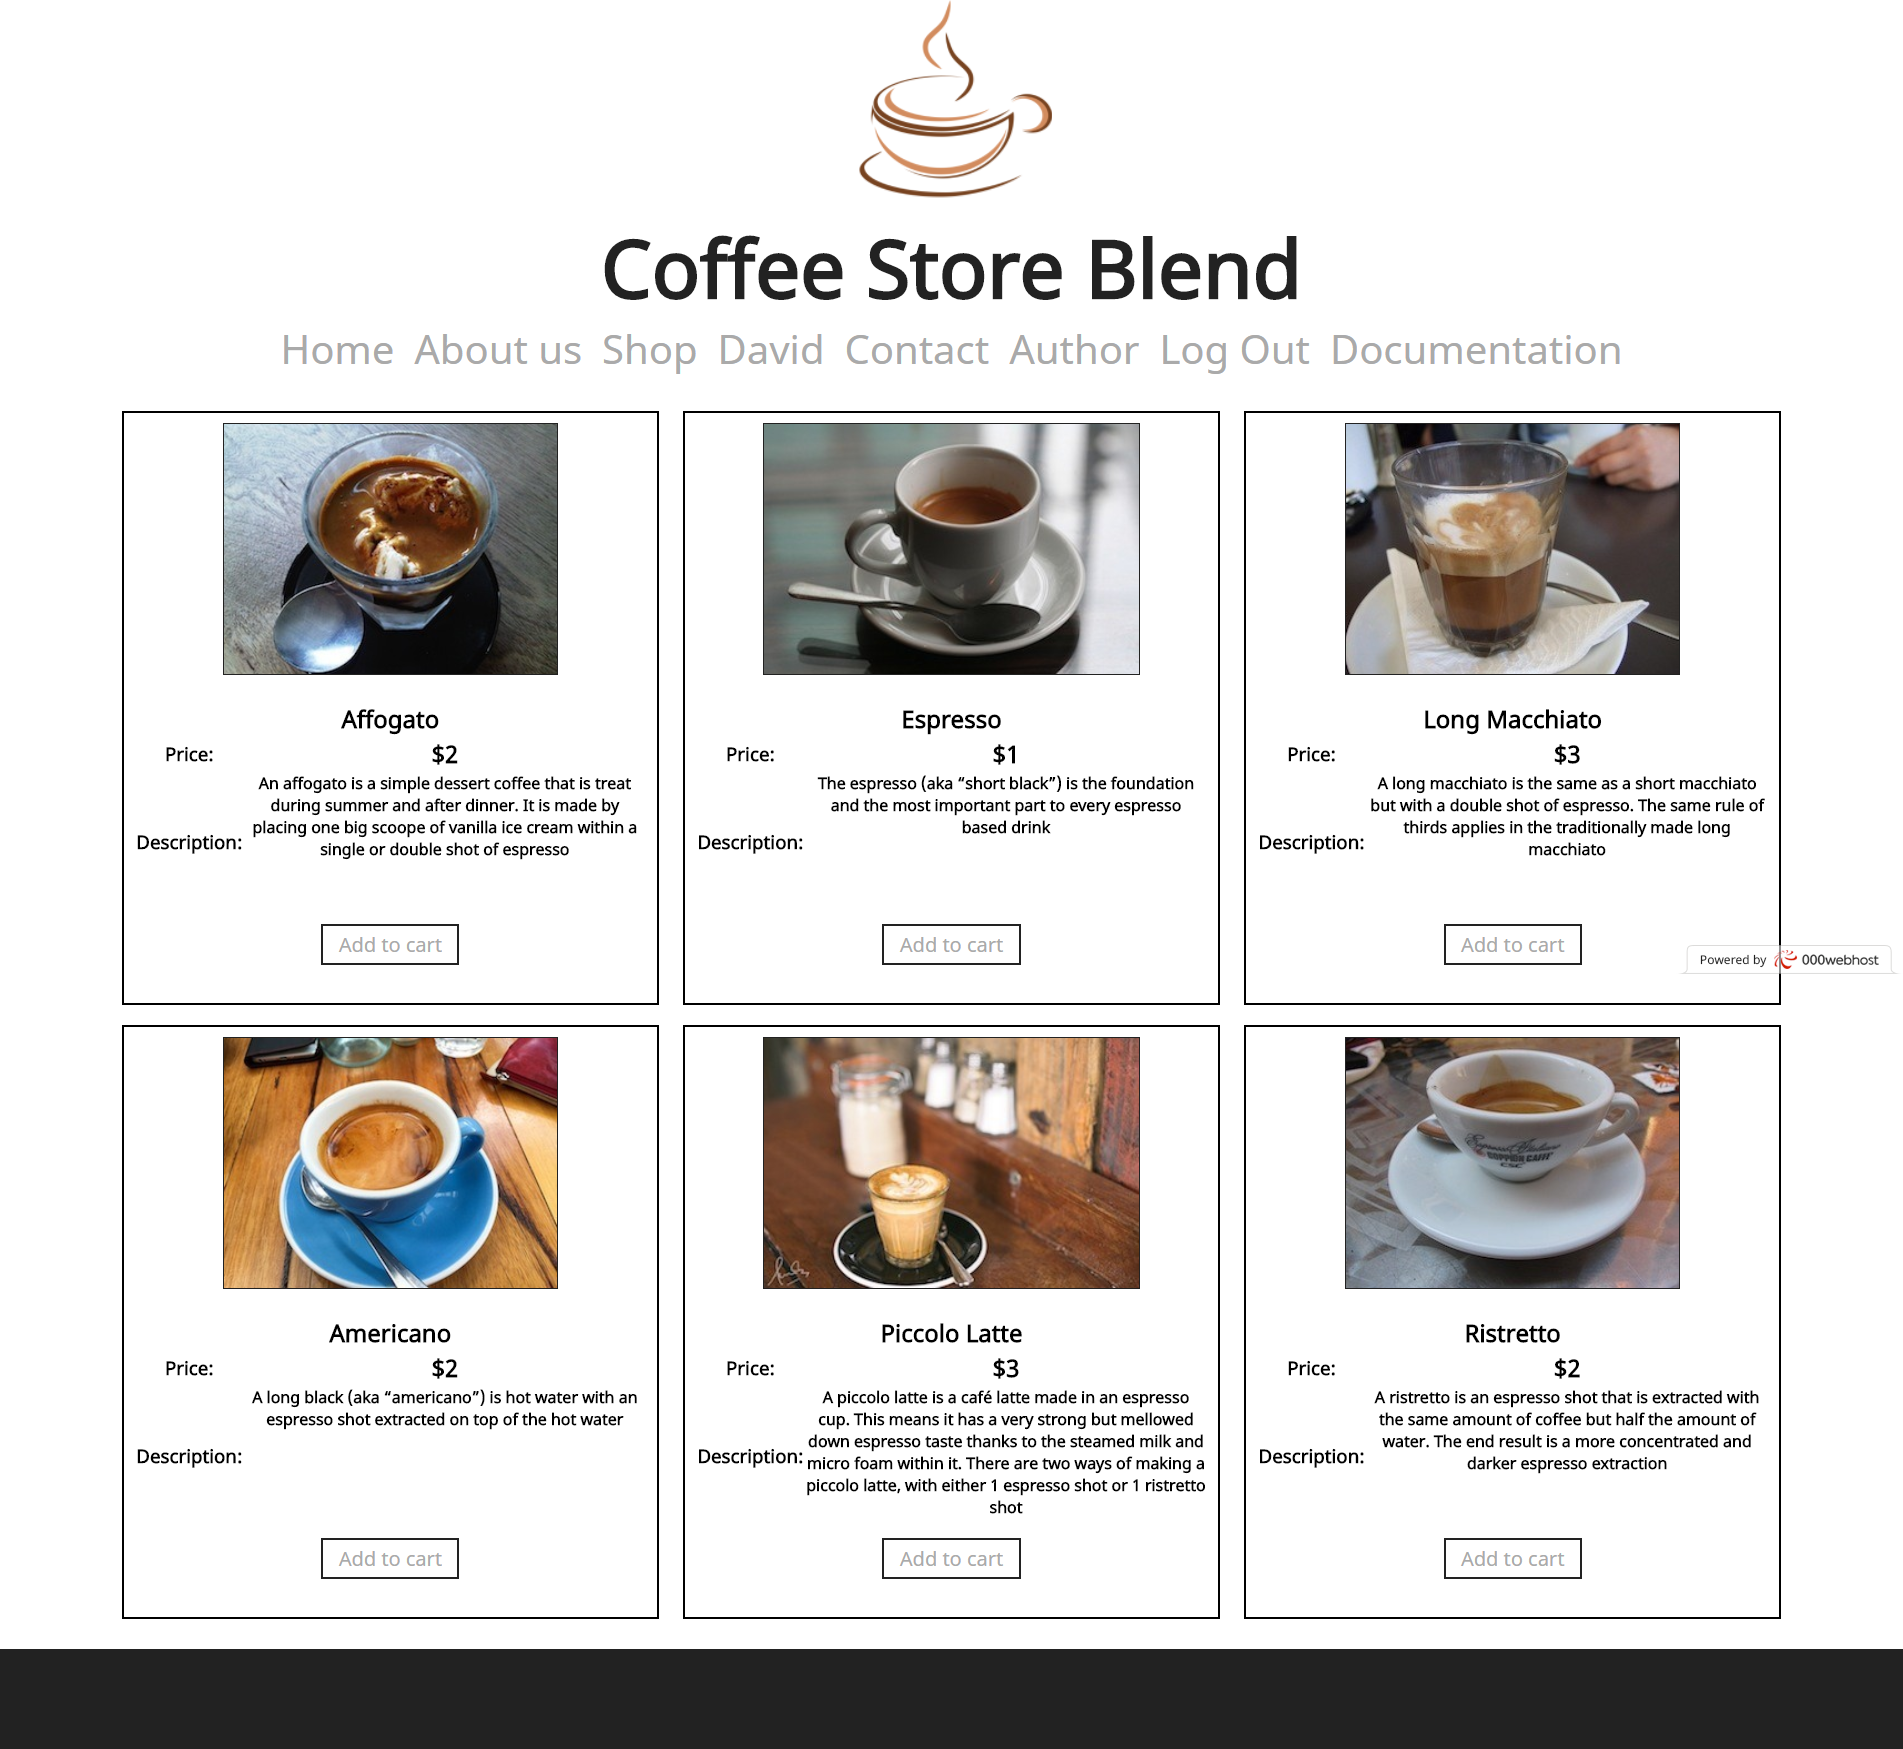 Coffee Store Blend
Home About us Shop David Contact Author Log Out Documentation
Affogato
Price: $2
An affogato is a simple dessert coffee that is treat
during summer and after dinner. It is made by
placing one big scoope of vanilla ice cream within a
Description:
single or double shot of espresso
Add to cart
Espresso
Price: $1
The espresso (aka “short black”) is the foundation
and the most important part to every espresso
based drink
Description:
Add to cart
Long Macchiato
Price: $3
A long macchiato is the same as a short macchiato
but with a double shot of espresso. The same rule of
thirds applies in the traditionally made long
Description:
macchiato
Add to cart
Powered by 000webhost
Americano
Price: $2
A long black (aka “americano”) is hot water with an
espresso shot extracted on top of the hot water
Description:
Add to cart
Piccolo Latte
Price: $3
A piccolo latte is a café latte made in an espresso
cup. This means it has a very strong but mellowed
down espresso taste thanks to the steamed milk and
Description:
micro foam within it. There are two ways of making a
piccolo latte, with either 1 espresso shot or 1 ristretto
shot
Add to cart
COPPIN CAFFE'
CSC
Ristretto
Price: $2
A ristretto is an espresso shot that is extracted with
the same amount of coffee but half the amount of
water. The end result is a more concentrated and
Description:
darker espresso extraction
Add to cart